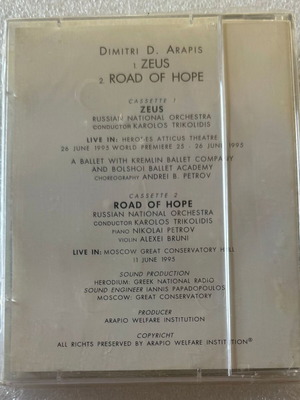 DIMITRI D. ARAPIS
1. ZEUS
2. ROAD OF HOPE
CASSETTE 1
ZEUS
RUSSIAN NATIONAL ORCHESTRA
CONDUCTOR KAROLOS TRIKOLIDIS
LIVE IN: HERODES ATTICUS THEATRE
26 JUNE 1995 WORLD PREMIERE 25 - 26 JUNE 1995
A BALLET WITH KREMLIN BALLET COMPANY
AND BOLSHOI BALLET ACADEMY
CHOREOGRAPHY ANDREI B. PETROV
CASSETTE 2
ROAD OF HOPE
RUSSIAN NATIONAL ORCHESTRA
CONDUCTOR KAROLOS TRIKOLIDIS
PIANO NIKOLAI PETROV
VIOLIN ALEXEI BRUNI
LIVE IN: MOSCOW GREAT CONSERVATORY HALL
11 JUNE 1995
SOUND PRODUCTION
HERODIUM: GREEK NATIONAL RADIO
SOUND ENGINEER IANNIS PAPADOPOULOS
MOSCOW: GREAT CONSERVATORY
PRODUCER
ARAPIO WELFARE INSTITUTION
COPYRIGHT
ALL RIGHTS PRESERVED BY ARAPIO WELFARE INSTITUTION®